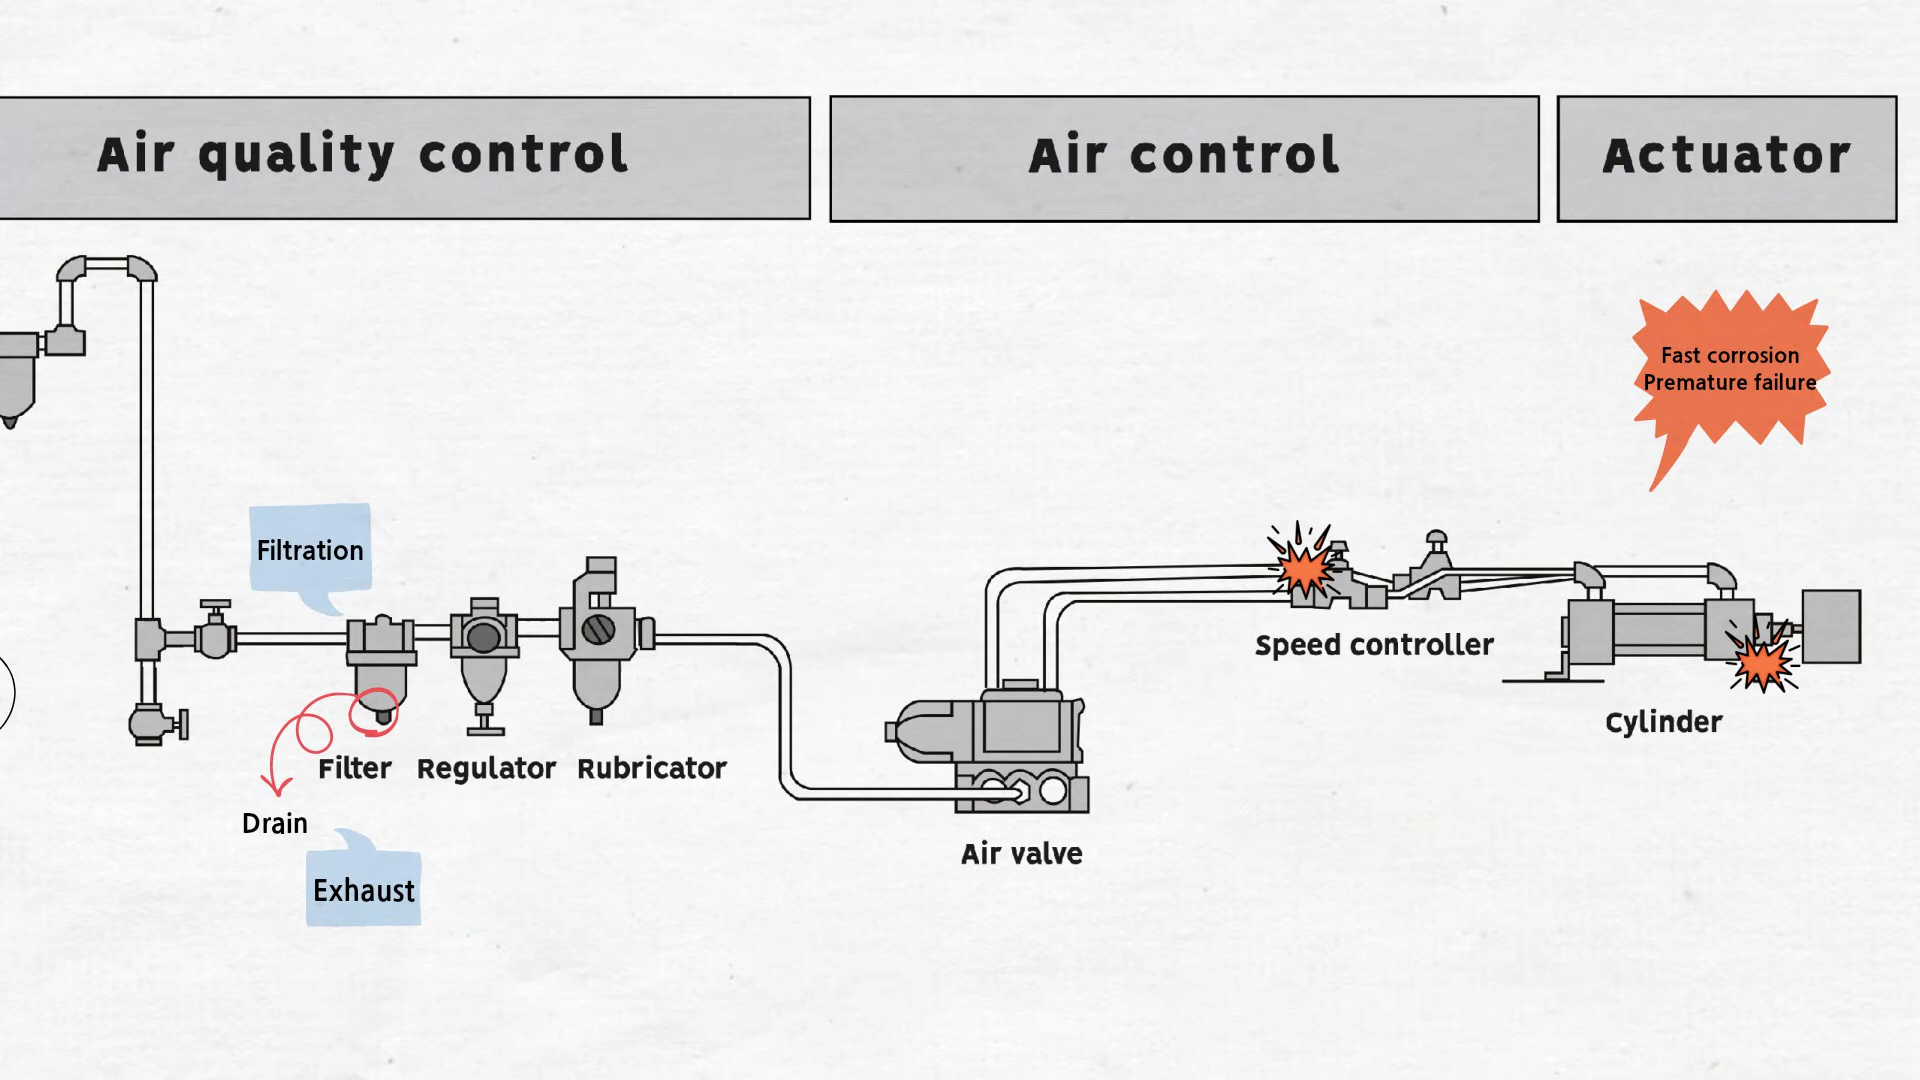 Air quality control
Air control
Actuator
Fast corrosion
Premature failure
Filtration
Speed controller
Cylinder
Filter
Regulator
Rubricator
Drain
Air valve
Exhaust